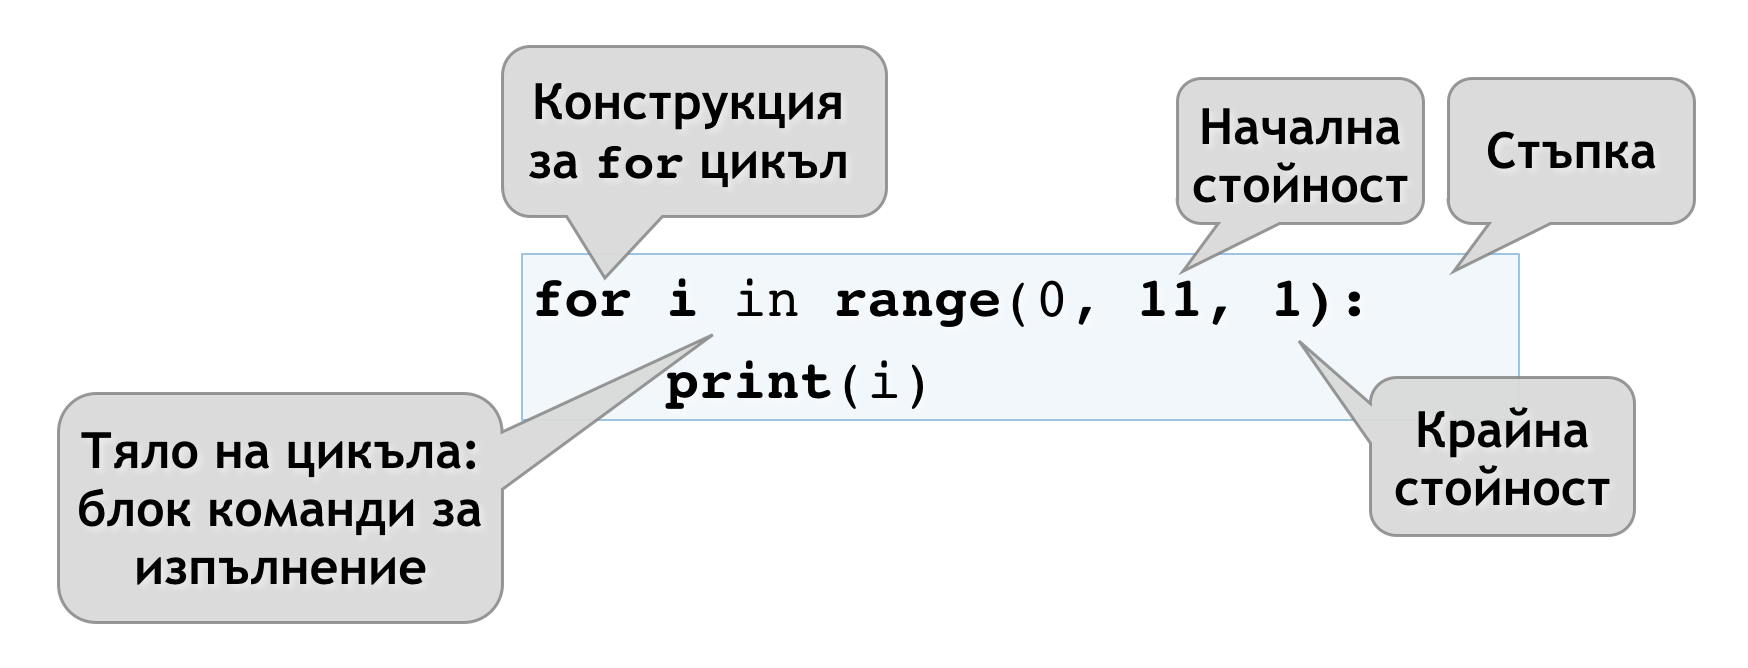 Конструкция
за for цикъл
Начална
стойност
Стъпка
for i in range(0, 11, 1):
    print(i)
Тяло на цикъла:
блок команди за
изпълнение
Крайна
стойност